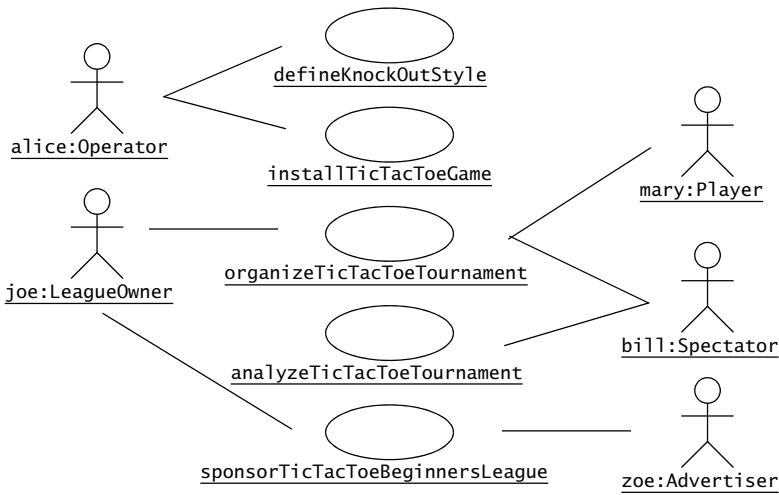 defineKnockOutStyle
alice:Operator
installTicTacToeGame
mary:Player
organizeTicTacToeTournament
joe:LeagueOwner
bill:Spectator
analyzeTicTacToeTournament
sponsorTicTacToeBeginnersLeague
zoe:Advertiser